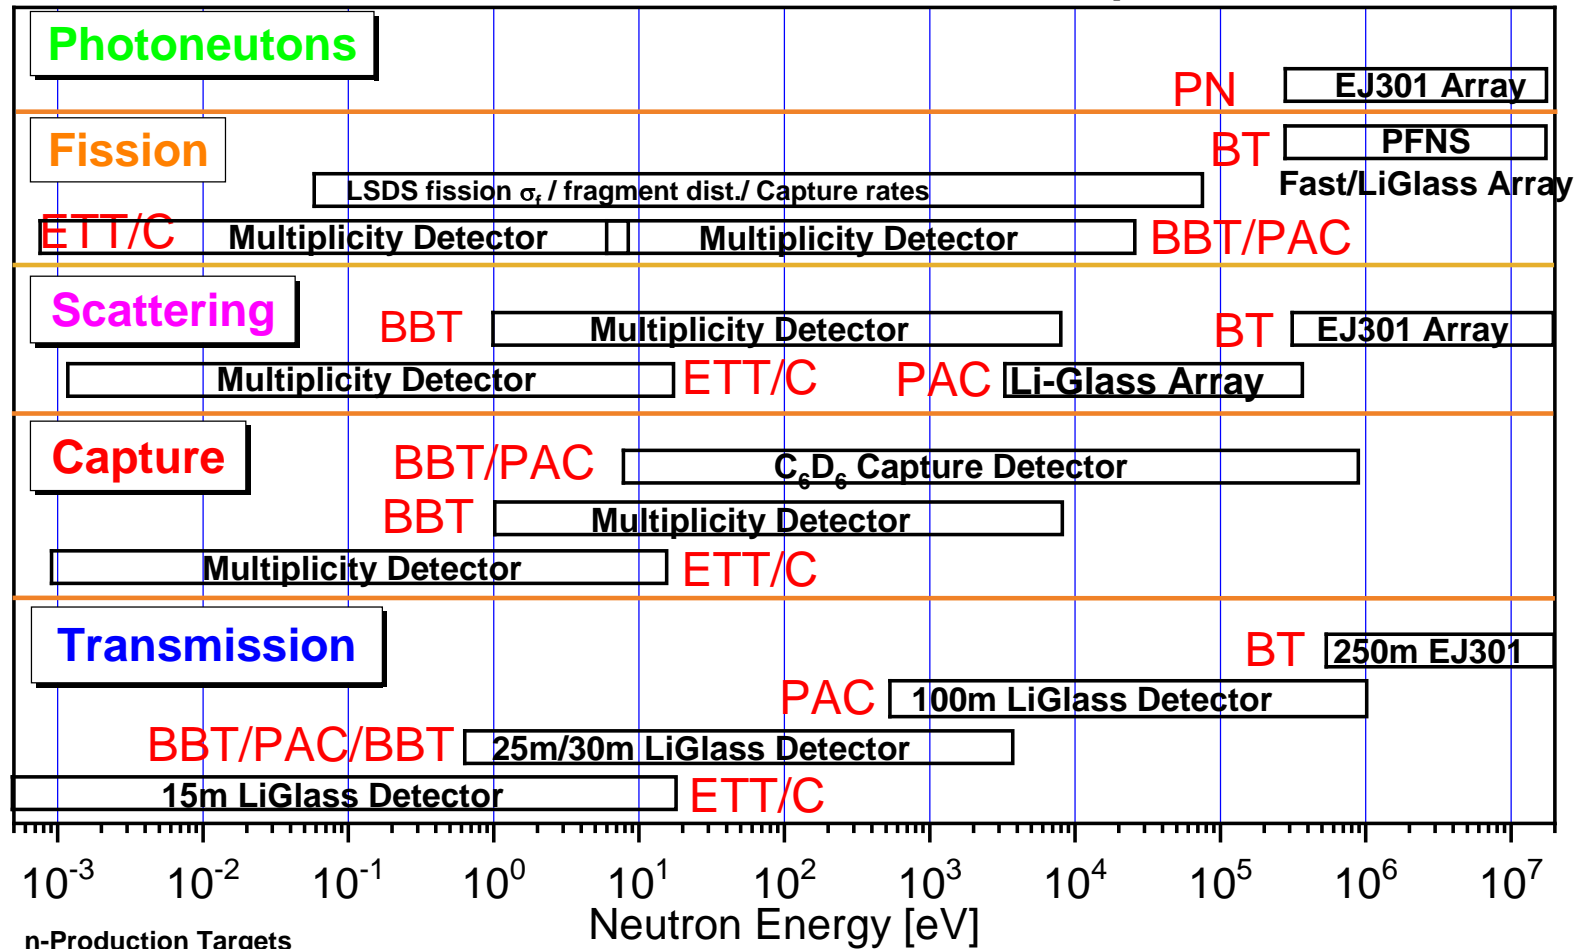 Photoneutons
PN EJ301 Array
Fission
BT PFNS
LSDS fission σf / fragment dist./ Capture rates
Fast/LiGlass Array
ETT/C Multiplicity Detector Multiplicity Detector BBT/PAC
Scattering
BBT Multiplicity Detector BT EJ301 Array
Multiplicity Detector ETT/C PAC Li-Glass Array
Capture
BBT/PAC C6D6 Capture Detector
BBT Multiplicity Detector
Multiplicity Detector ETT/C
Transmission
BT 250m EJ301
PAC 100m LiGlass Detector
BBT/PAC/BBT 25m/30m LiGlass Detector
15m LiGlass Detector ETT/C
10⁻³ 10⁻² 10⁻¹ 10⁰ 10¹ 10² 10³ 10⁴ 10⁵ 10⁶ 10⁷
Neutron Energy [eV]
n-Production Targets